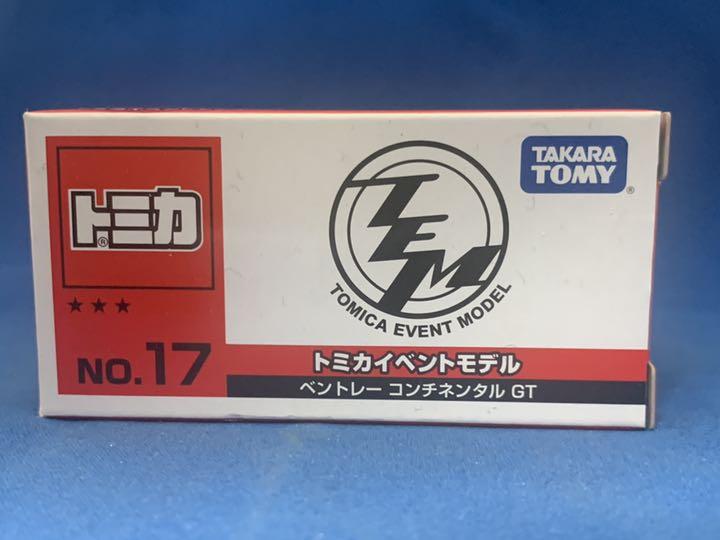 トミカ®
★★★
NO.17
TEM
TOMICA EVENT MODEL
TAKARA
TOMY®
トミカイベントモデル
ベントレー コンチネンタル GT